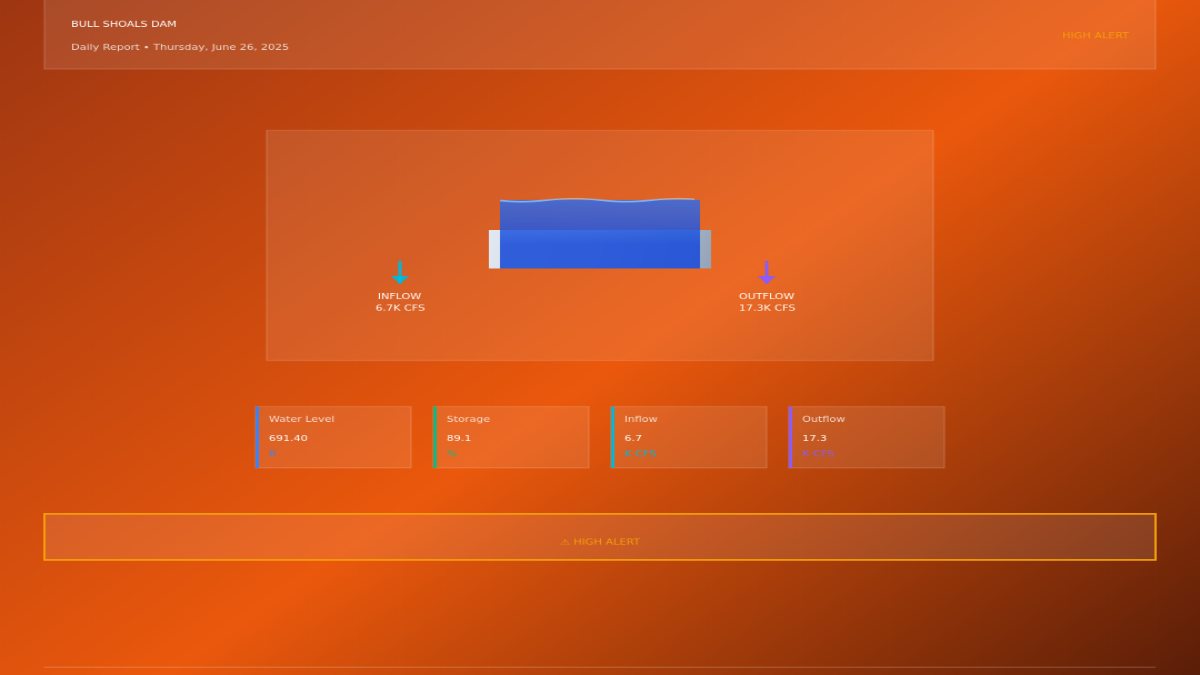 BULL SHOALS DAM
Daily Report • Thursday, June 26, 2025
HIGH ALERT
INFLOW
6.7K CFS
OUTFLOW
17.3K CFS
Water Level
691.40
ft
Storage
89.1
%
Inflow
6.7
K CFS
Outflow
17.3
K CFS
⚠ HIGH ALERT